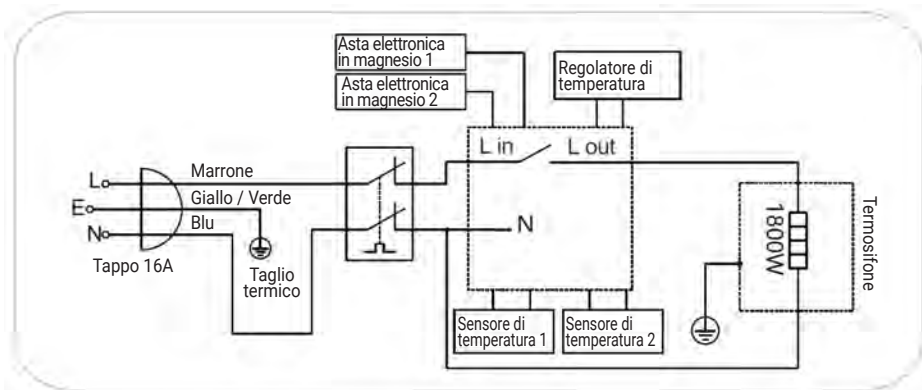 Asta elettronica
in magnesio 1
Asta elettronica
in magnesio 2
Regolatore di
temperatura
L in
L out
Marrone
L
Giallo / Verde
E
Blu
N
N
Tappo 16A
Taglio
termico
1800W
Termosifone
Sensore di
temperatura 1
Sensore di
temperatura 2